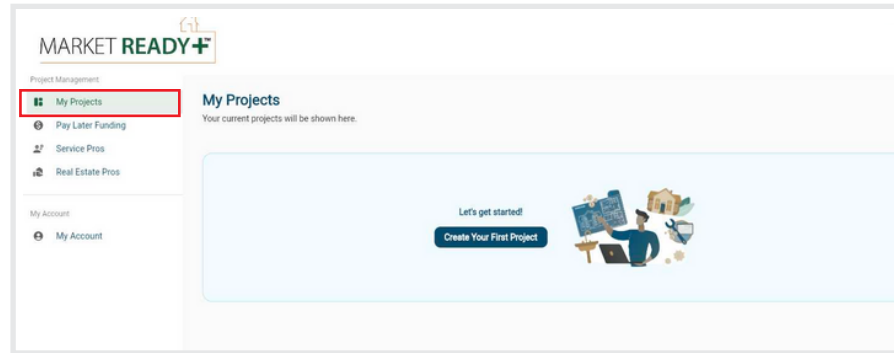 MARKET READY+™
Project Management
My Projects
Pay Later Funding
Service Pros
Real Estate Pros
My Account
My Account
My Projects
Your current projects will be shown here.
Let's get started!
Create Your First Project